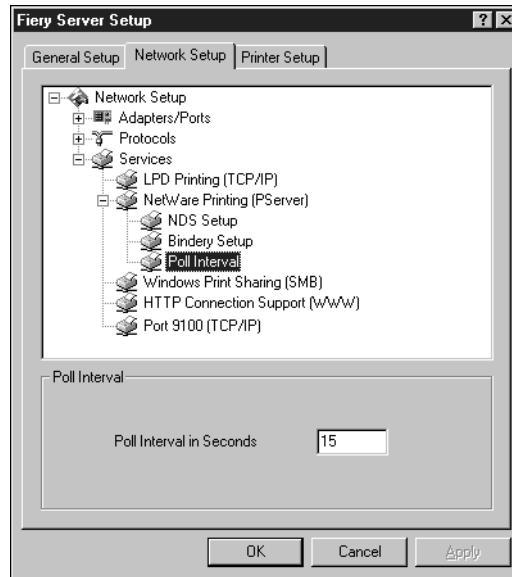 Fiery Server Setup
General Setup Network Setup Printer Setup
Network Setup
Adapters/Ports
Protocols
Services
LPD Printing (TCP/IP)
NetWare Printing (PServer)
NDS Setup
Bindery Setup
Poll Interval
Windows Print Sharing (SMB)
HTTP Connection Support (WWW)
Port 9100 (TCP/IP)
Poll Interval
Poll Interval in Seconds 15
OK Cancel Apply